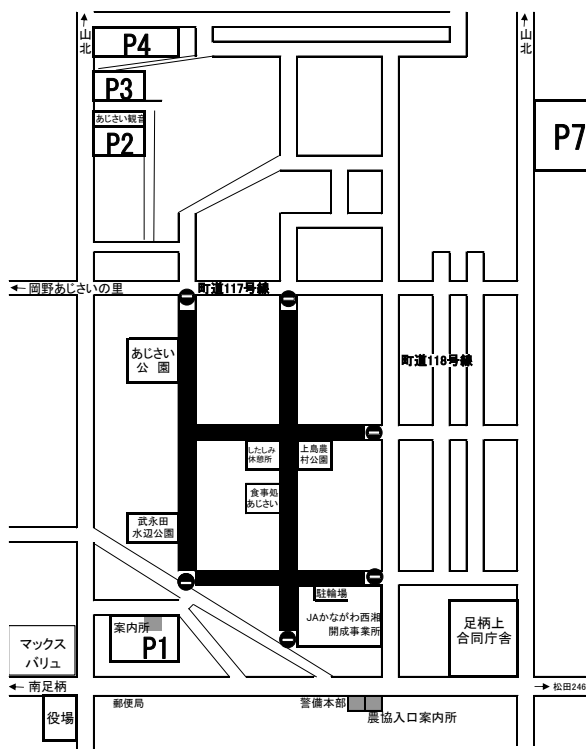 ↑山北
↑山北
P4
P3
あじさい観音
P2
P7
←岡野あじさいの里
町道117号線
あじさい
公園
町道118号線
したしみ
休憩所
上島農
村公園
食事処
あじさい
武永田
水辺公園
駐輪場
案内所
P1
JAかながわ西湘
開成事業所
足柄上
合同庁舎
マックス
バリュ
←南足柄
→松田246
役場
郵便局
警備本部
農協入口案内所